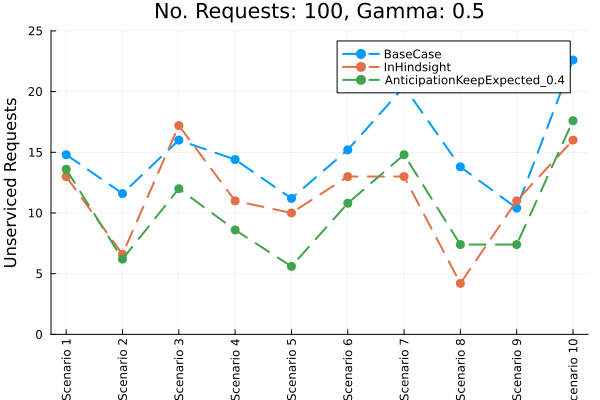 No. Requests: 100, Gamma: 0.5
Unserviced Requests
25
20
15
10
5
0
BaseCase
InHindsight
AnticipationKeepExpected_0.4
Scenario 1
Scenario 2
Scenario 3
Scenario 4
Scenario 5
Scenario 6
Scenario 7
Scenario 8
Scenario 9
cenario 10